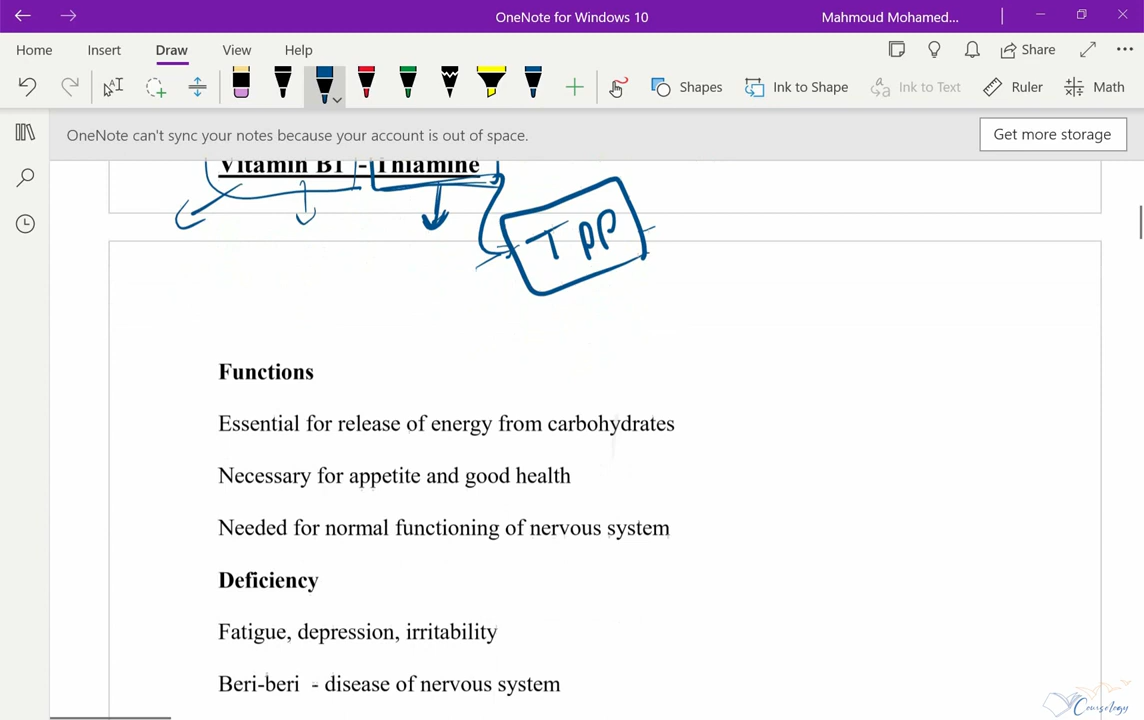 OneNote for Windows 10
Mahmoud Mohamed...
Home Insert Draw View Help
Share
Shapes Ink to Shape Ink to Text Ruler Math
OneNote can't sync your notes because your account is out of space.
Get more storage
Vitamin B1 - Thiamine
TPP
Functions
Essential for release of energy from carbohydrates
Necessary for appetite and good health
Needed for normal functioning of nervous system
Deficiency
Fatigue, depression, irritability
Beri-beri - disease of nervous system
Courselogy